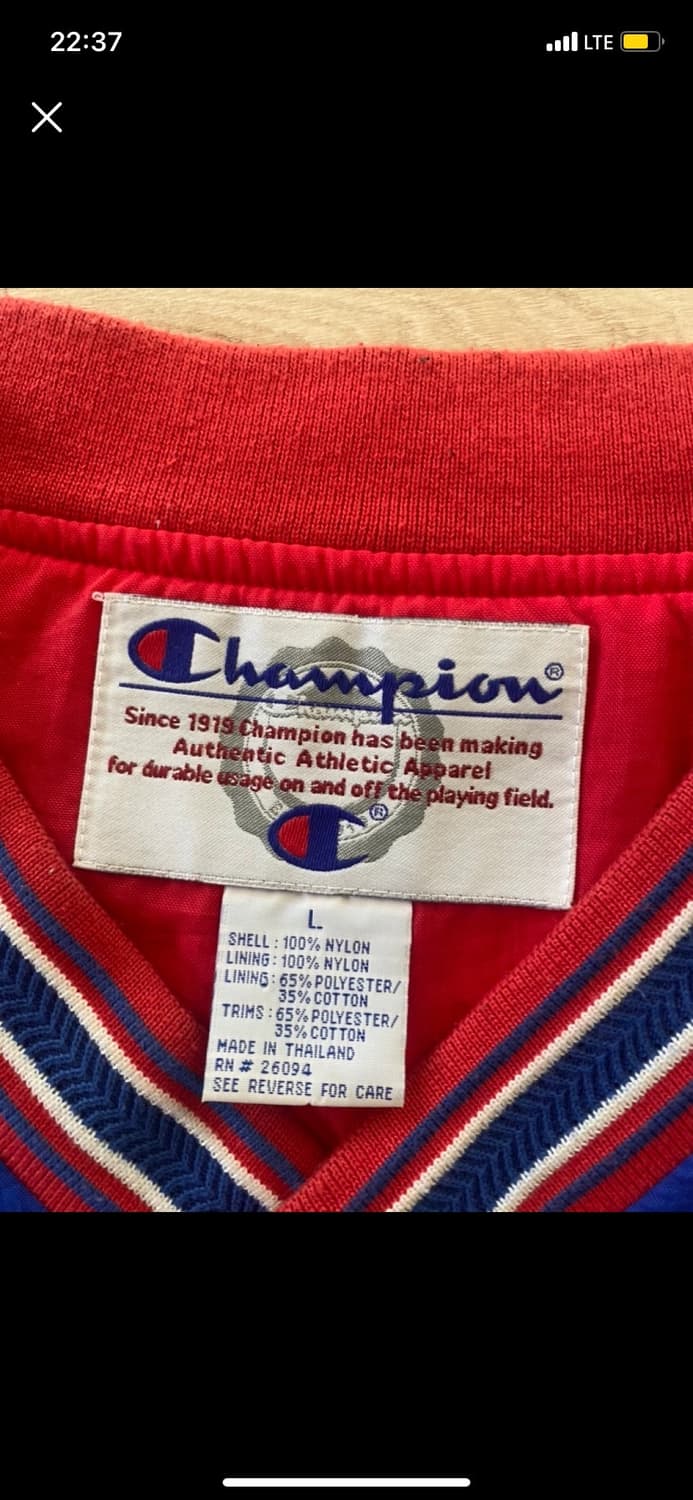 22:37 LTE
Champion®
Since 1919 Champion has been making
Authentic Athletic Apparel
for durable usage on and off the playing field.
®
L
SHELL : 100% NYLON
LINING : 100% NYLON
LINING : 65% POLYESTER/
35% COTTON
TRIMS : 65% POLYESTER/
35% COTTON
MADE IN THAILAND
RN # 26094
SEE REVERSE FOR CARE